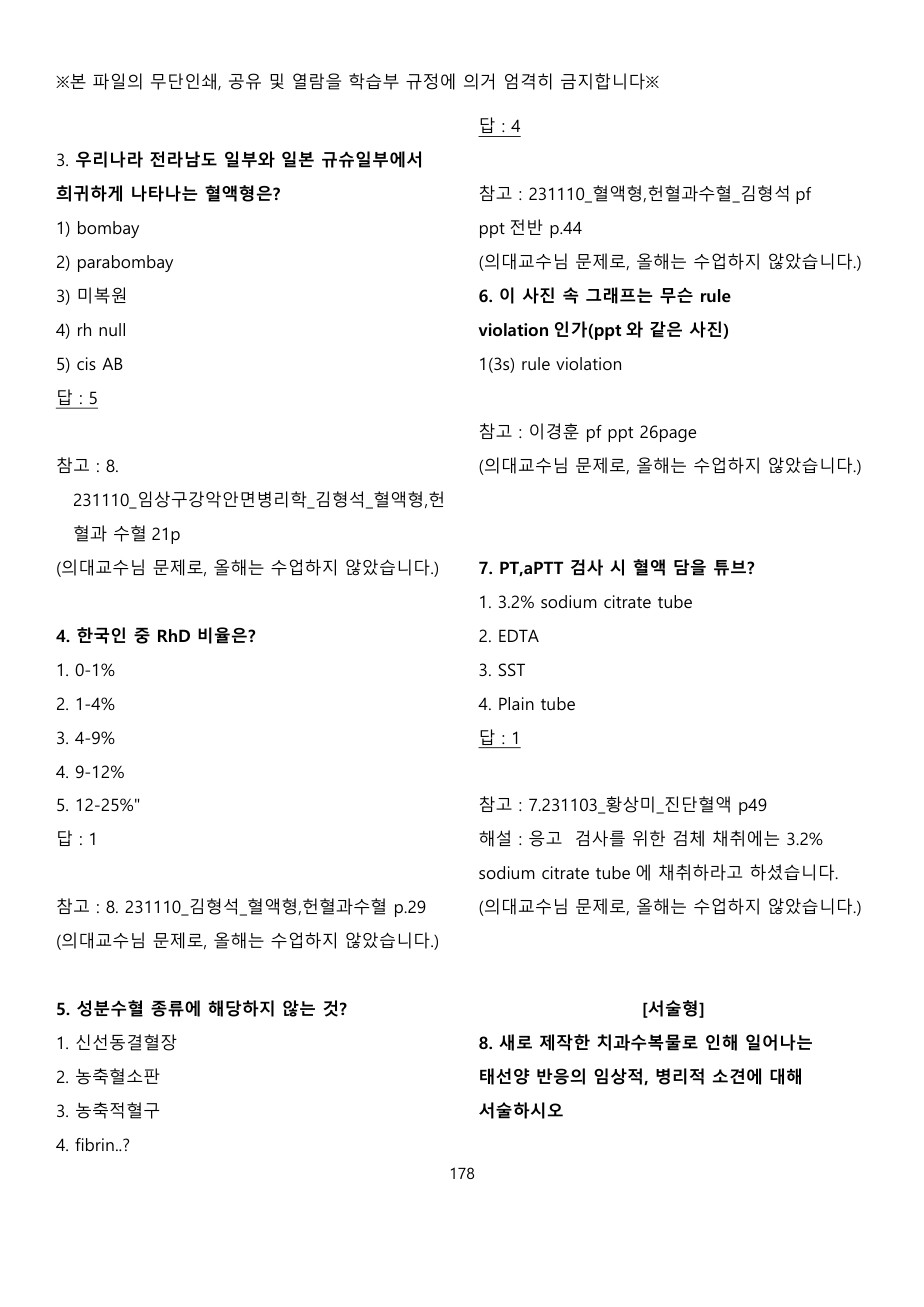 ※본 파일의 무단인쇄, 공유 및 열람을 학습부 규정에 의거 엄격히 금지합니다※
3. 우리나라 전라남도 일부와 일본 규슈일부에서
희귀하게 나타나는 혈액형은?
1) bombay
2) parabombay
3) 미복원
4) rh null
5) cis AB
답 : 5
참고 : 8.
231110_임상구강악안면병리학_김형석_혈액형,헌
혈과 수혈 21p
(의대교수님 문제로, 올해는 수업하지 않았습니다.)
4. 한국인 중 RhD 비율은?
1. 0-1%
2. 1-4%
3. 4-9%
4. 9-12%
5. 12-25%"
답 : 1
참고 : 8. 231110_김형석_혈액형,헌혈과수혈 p.29
(의대교수님 문제로, 올해는 수업하지 않았습니다.)
5. 성분수혈 종류에 해당하지 않는 것?
1. 신선동결혈장
2. 농축혈소판
3. 농축적혈구
4. fibrin..?
답 : 4
참고 : 231110_혈액형,헌혈과수혈_김형석 pf
ppt 전반 p.44
(의대교수님 문제로, 올해는 수업하지 않았습니다.)
6. 이 사진 속 그래프는 무슨 rule
violation 인가(ppt 와 같은 사진)
1(3s) rule violation
참고 : 이경훈 pf ppt 26page
(의대교수님 문제로, 올해는 수업하지 않았습니다.)
7. PT,aPTT 검사 시 혈액 담을 튜브?
1. 3.2% sodium citrate tube
2. EDTA
3. SST
4. Plain tube
답 : 1
참고 : 7.231103_황상미_진단혈액 p49
해설 : 응고 검사를 위한 검체 채취에는 3.2%
sodium citrate tube 에 채취하라고 하셨습니다.
(의대교수님 문제로, 올해는 수업하지 않았습니다.)
[서술형]
8. 새로 제작한 치과수복물로 인해 일어나는
태선양 반응의 임상적, 병리적 소견에 대해
서술하시오
178